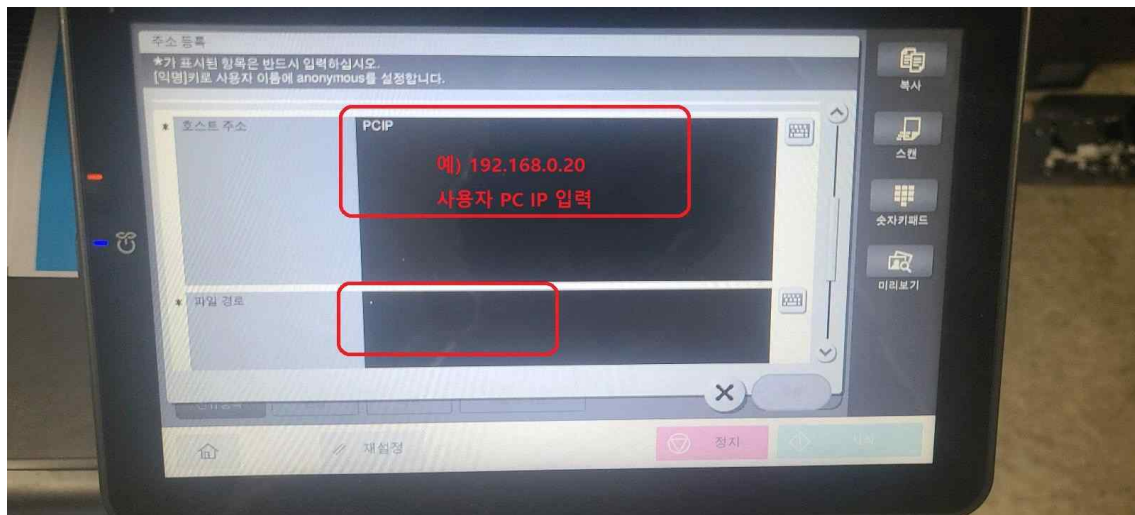 주소 등록
*가 표시된 항목은 반드시 입력하십시오.
[익명]키로 사용자 이름에 anonymous를 설정합니다.
* 호스트 주소
PCIP
예) 192.168.0.20
사용자 PC IP 입력
* 파일 경로
복사
스캔
숫자키패드
미리보기
재설정
정지
시작